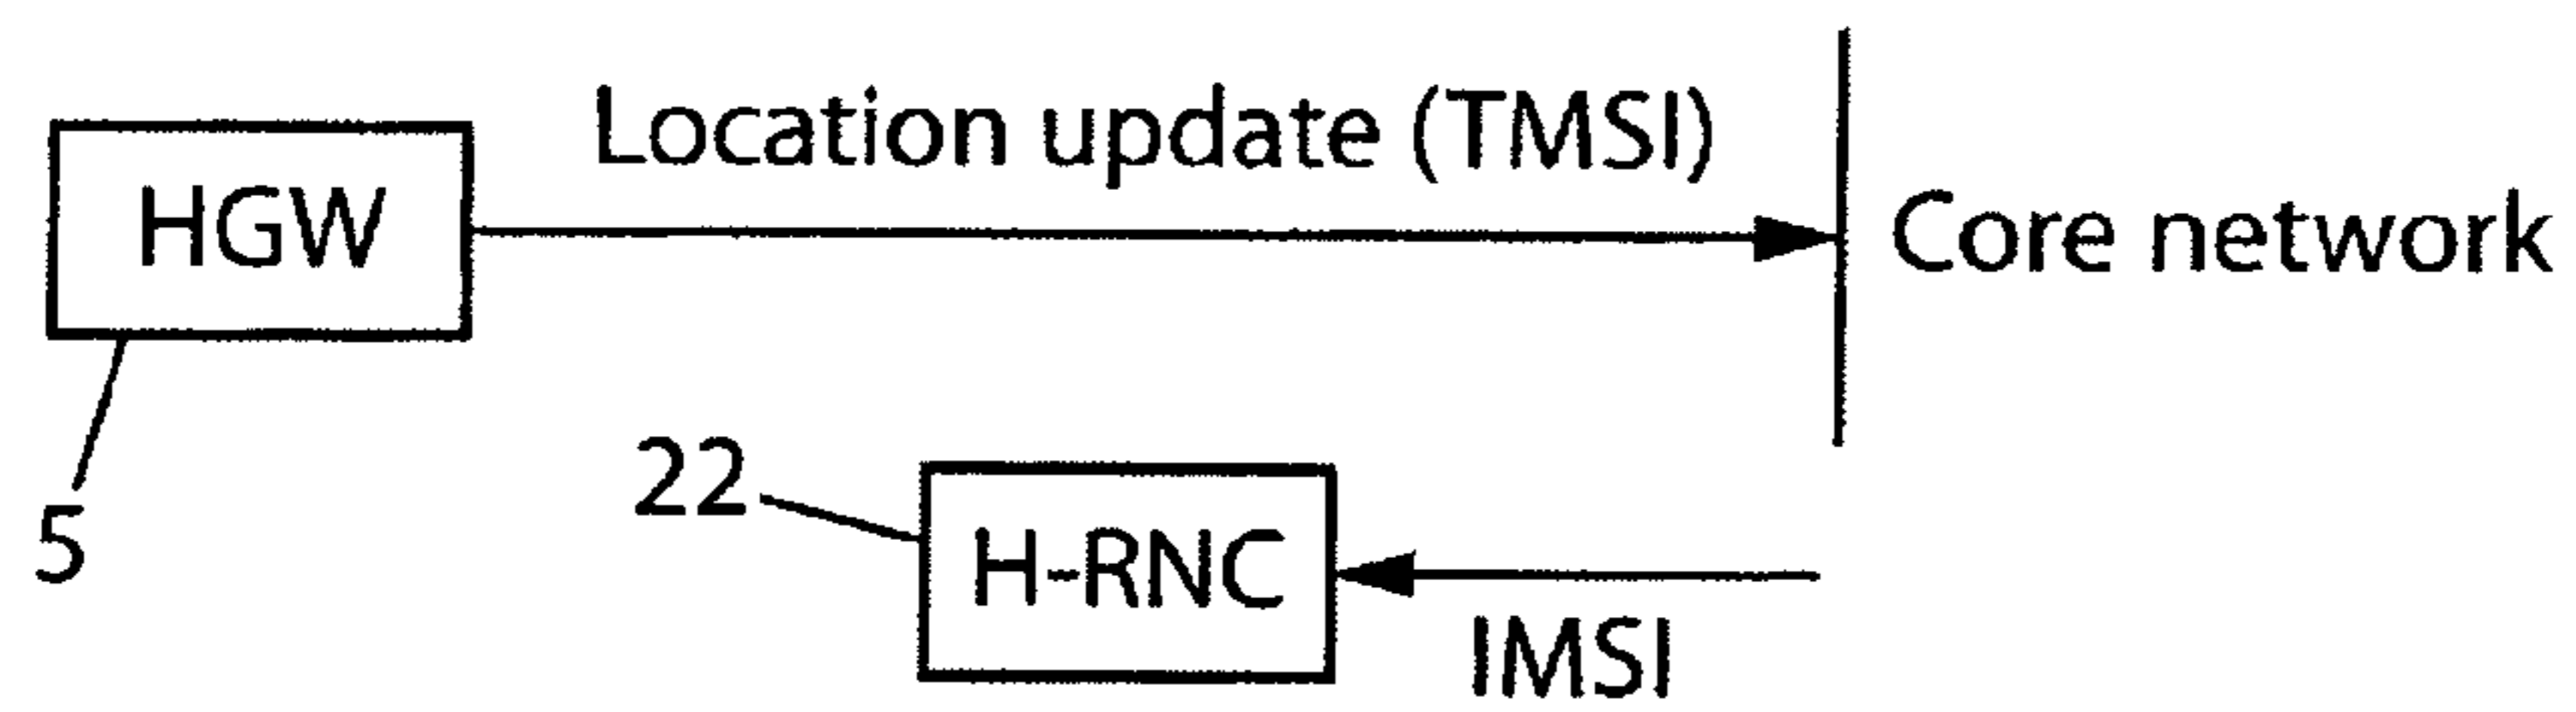 Location update (TMSI)
HGW
Core network
5
22
H-RNC
IMSI